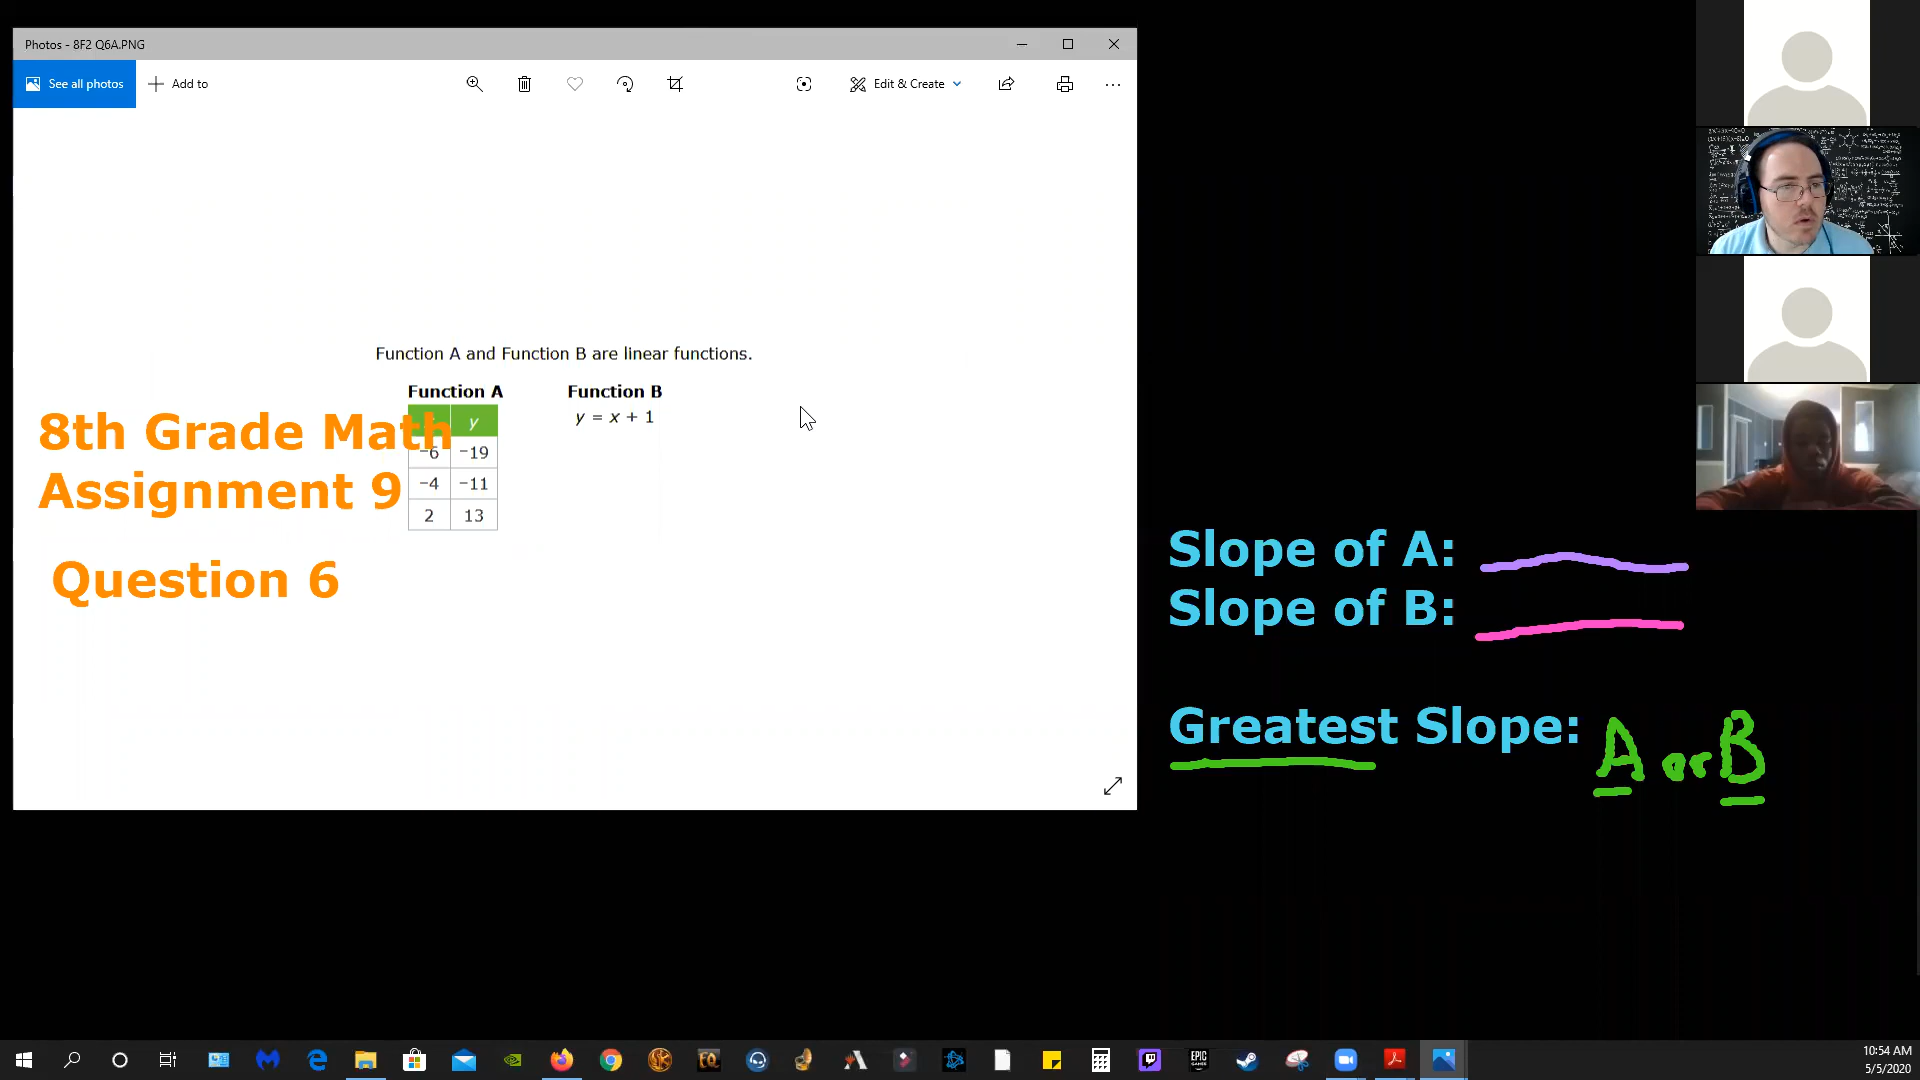 Photos - 8F2 Q6A.PNG
See all photos
Add to
Edit & Create
Function A and Function B are linear functions.
Function A
Function B
y
y = x + 1
−6 −19
−4 −11
2 13
8th Grade Math
Assignment 9
Question 6
Slope of A:
Slope of B:
Greatest Slope: A or B
10:54 AM
5/5/2020